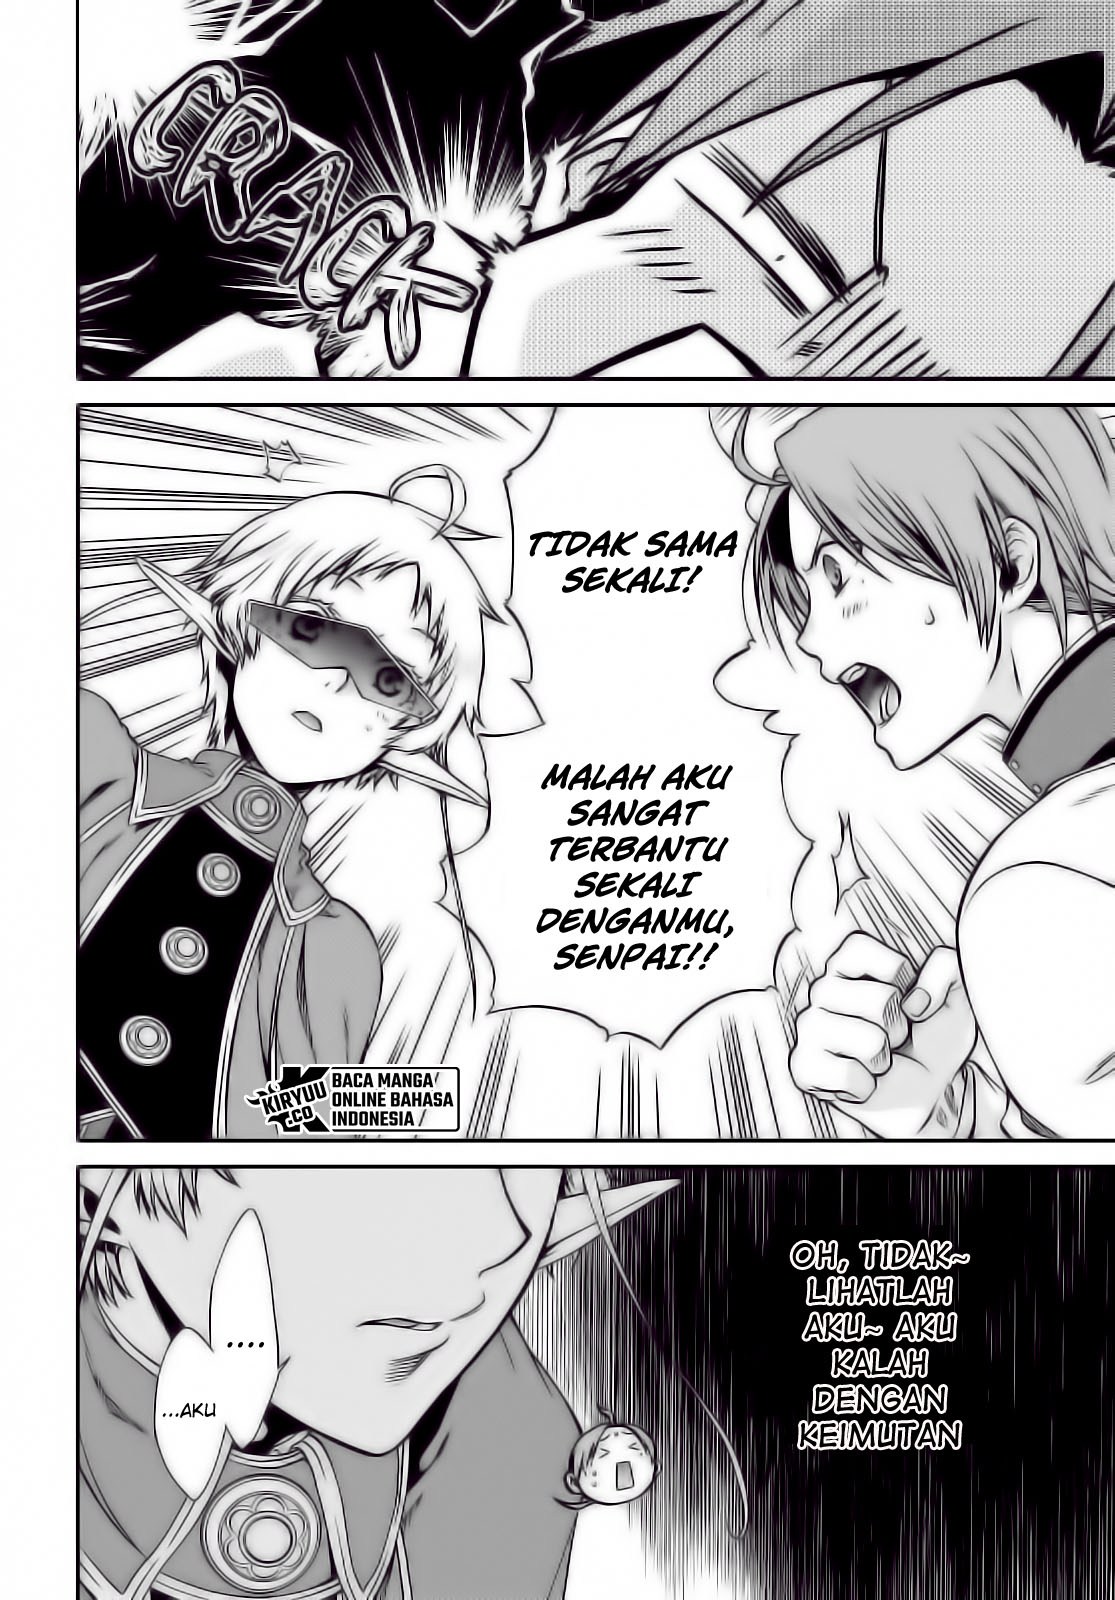 CRACK
TIDAK SAMA
SEKALI!
MALAH AKU
SANGAT
TERBANTU
SEKALI
DENGANMU,
SENPAI!!
KIRYUU
.CO
BACA MANGA/
ONLINE BAHASA
INDONESIA/
OH, TIDAK~
LIHATLAH
AKU~ AKU
KALAH
DENGAN
KEIMUTAN
....
...AKU